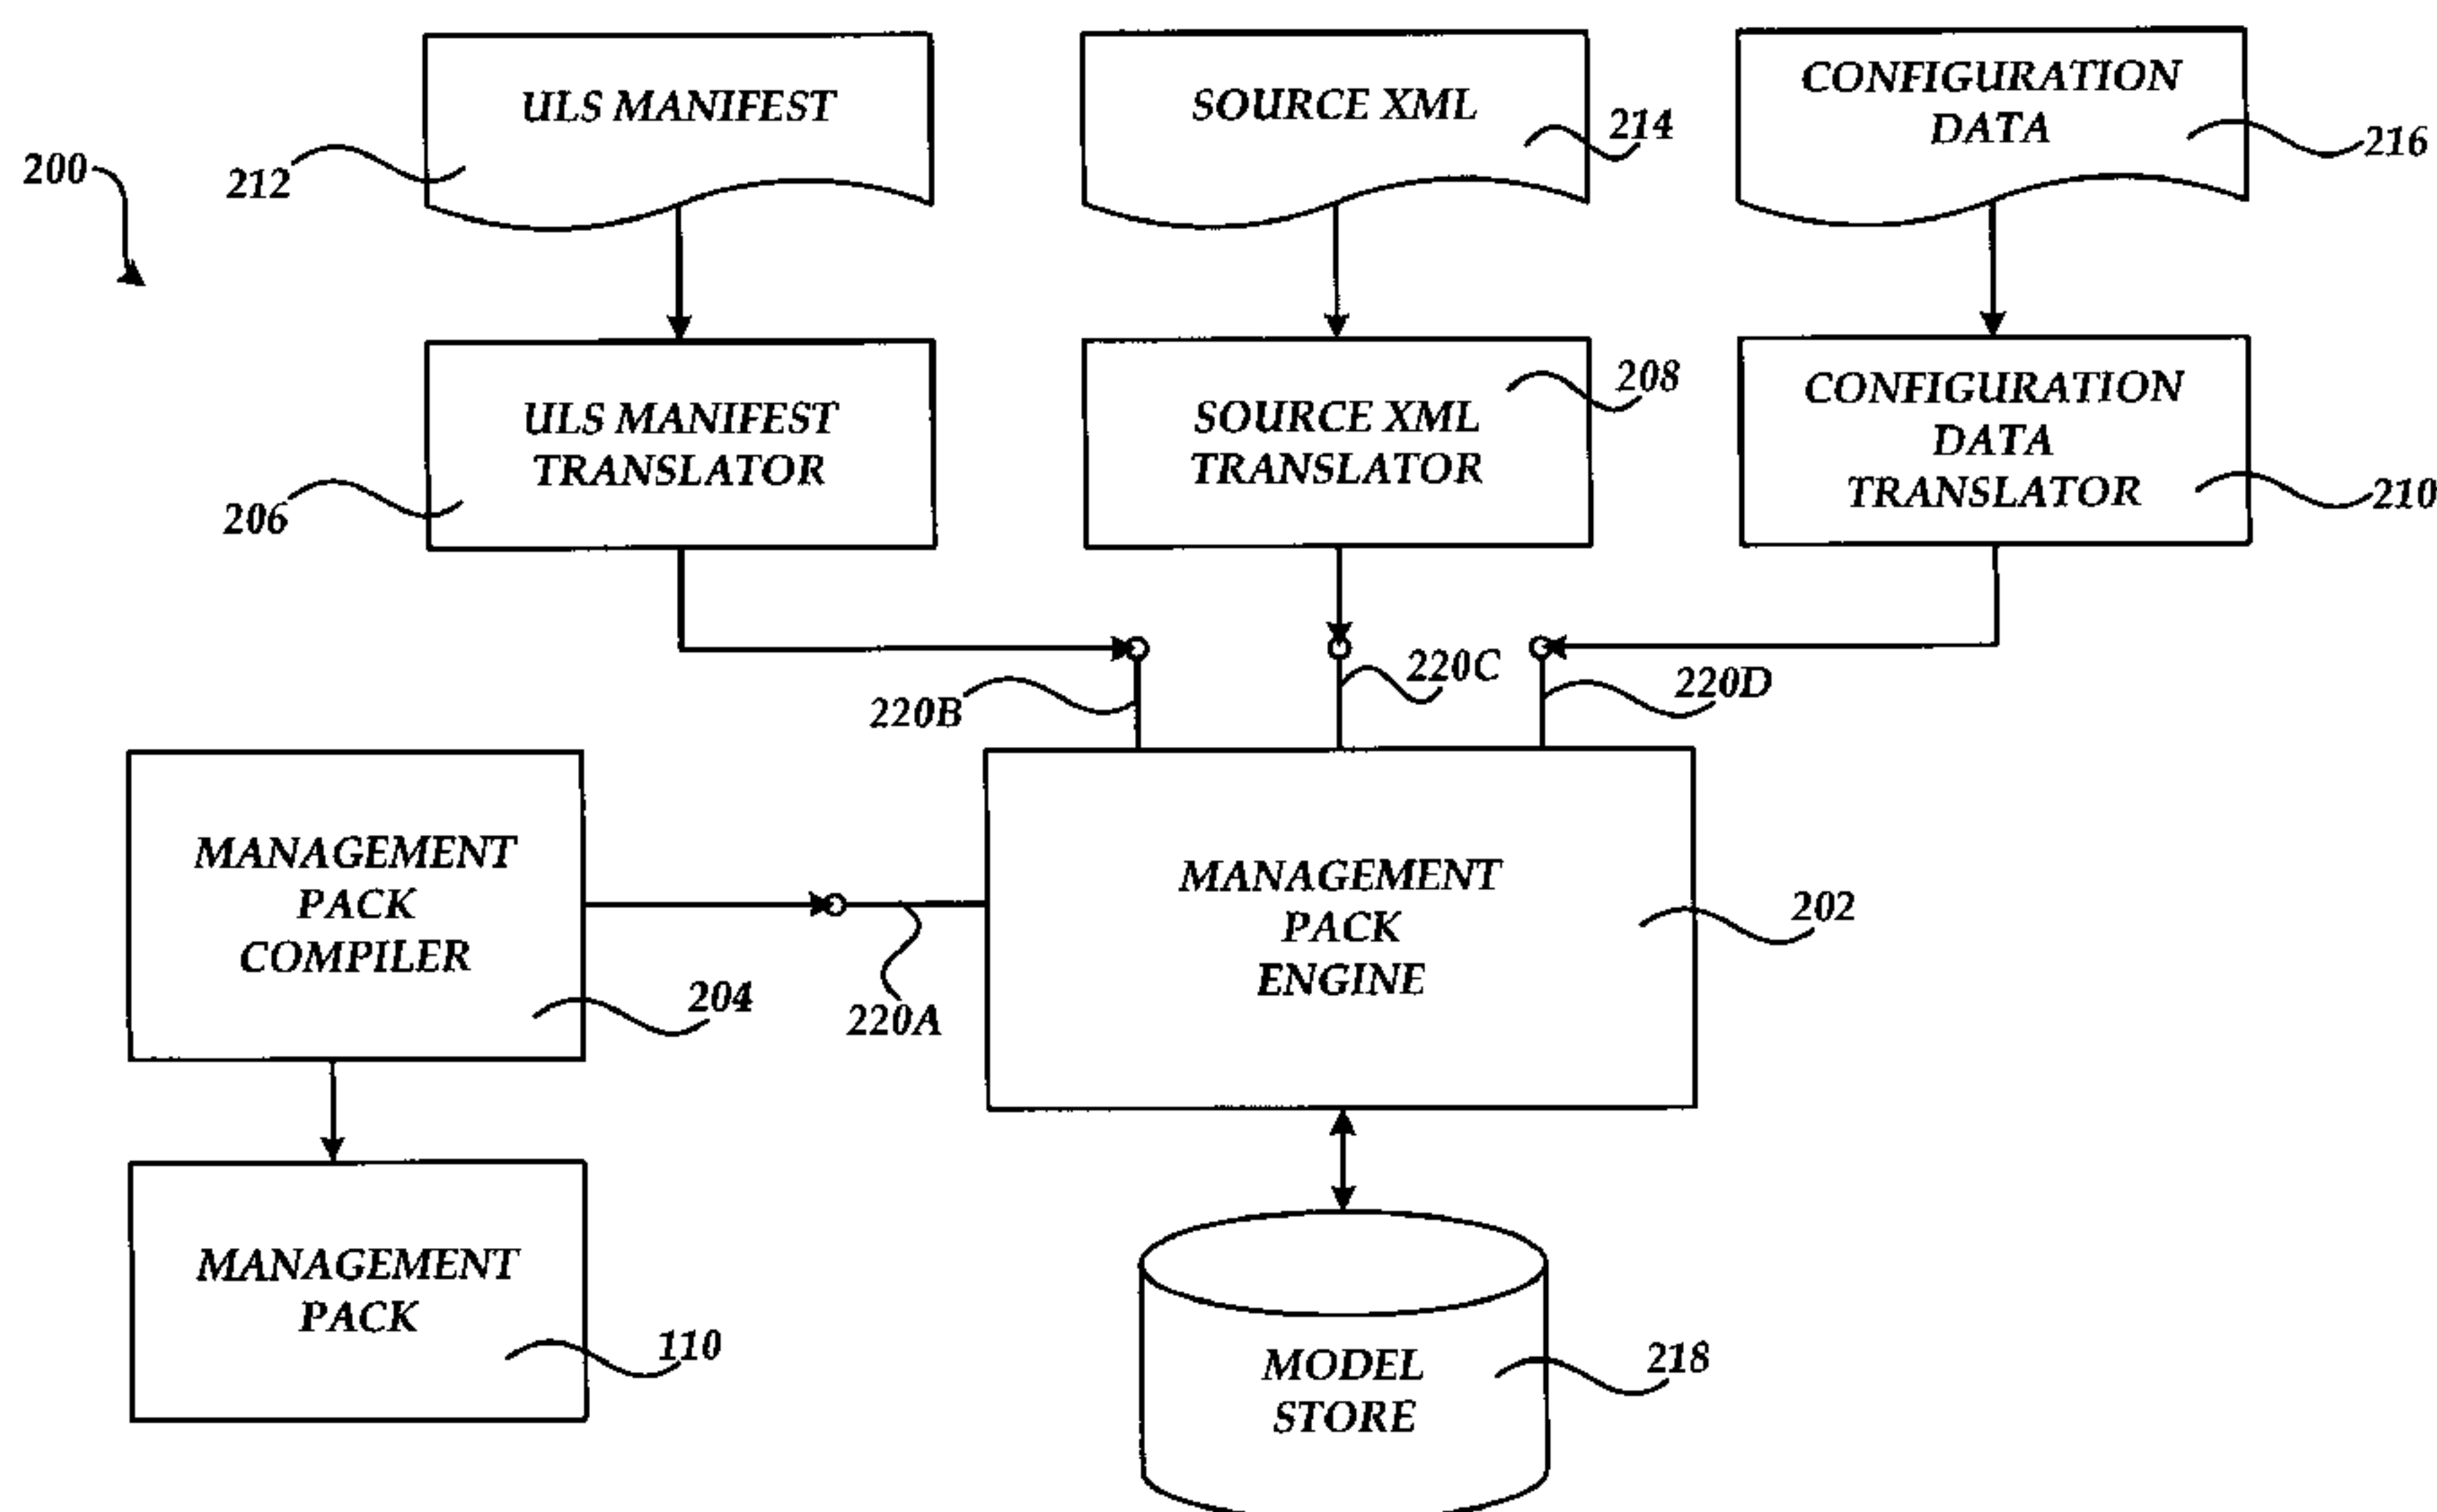 ULS MANIFEST
SOURCE XML
CONFIGURATION
DATA
200
212
214
216
ULS MANIFEST
TRANSLATOR
206
SOURCE XML
TRANSLATOR
208
CONFIGURATION
DATA
TRANSLATOR
210
220B
220C
220D
MANAGEMENT
PACK
COMPILER
204
220A
MANAGEMENT
PACK
ENGINE
202
MANAGEMENT
PACK
110
MODEL
STORE
218